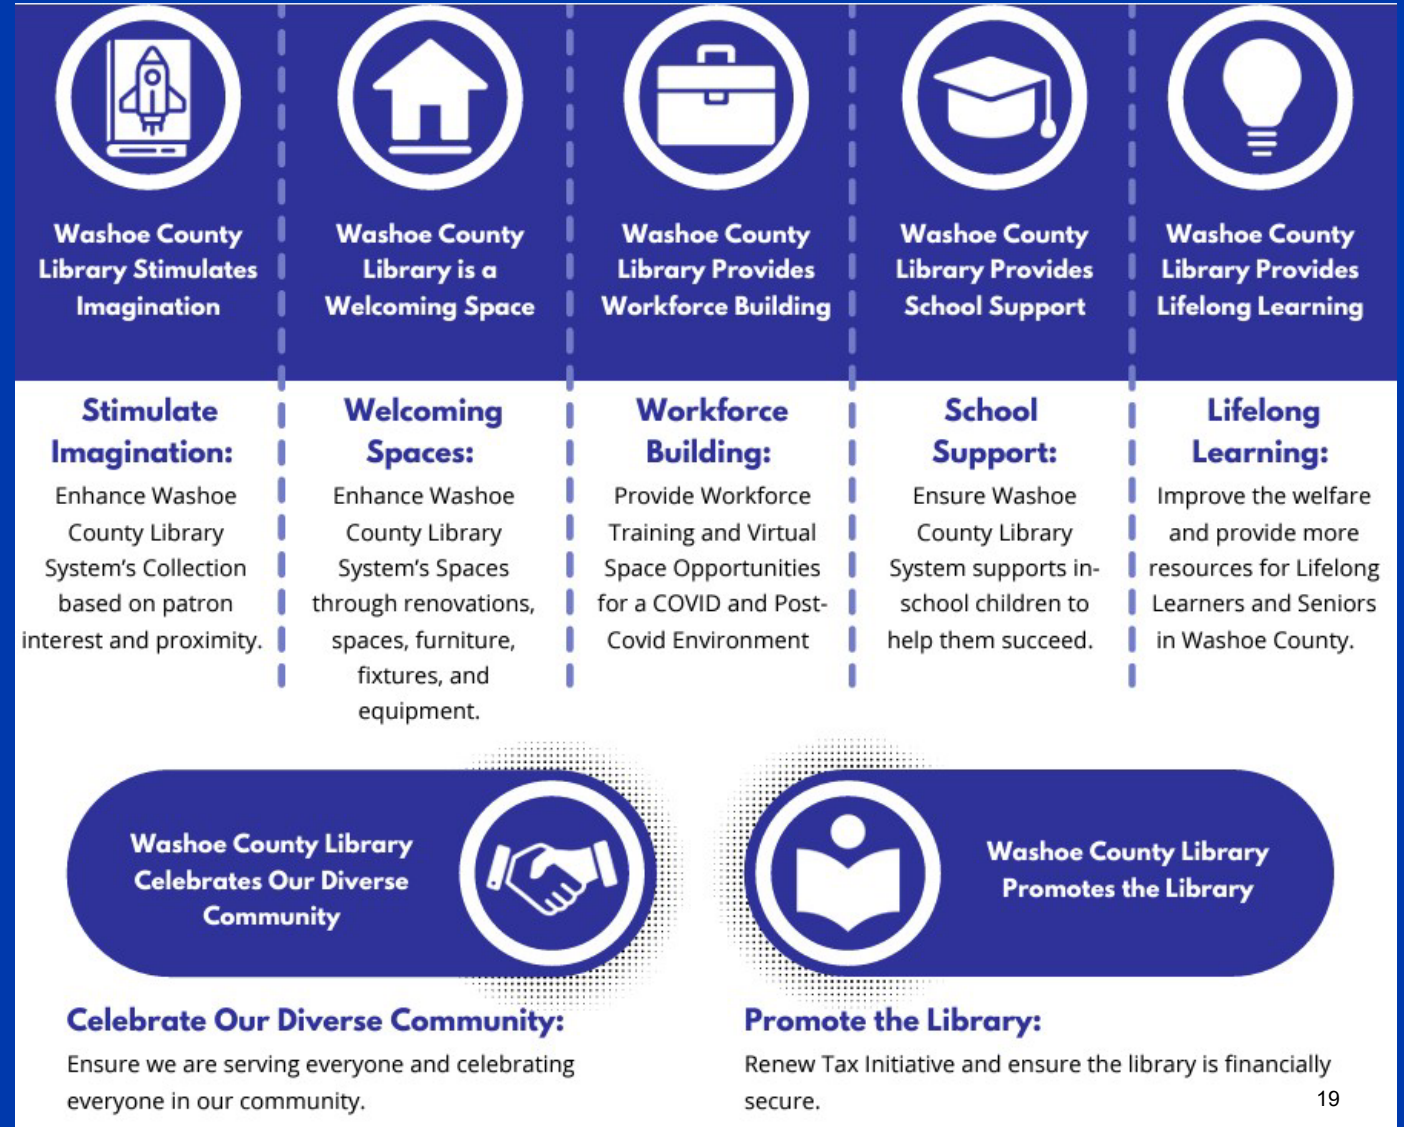 Washoe County
Library Stimulates
Imagination
Washoe County
Library is a
Welcoming Space
Washoe County
Library Provides
Workforce Building
Washoe County
Library Provides
School Support
Washoe County
Library Provides
Lifelong Learning
Stimulate
Imagination:
Enhance Washoe
County Library
System's Collection
based on patron
interest and proximity.
Welcoming
Spaces:
Enhance Washoe
County Library
System's Spaces
through renovations,
spaces, furniture,
fixtures, and
equipment.
Workforce
Building:
Provide Workforce
Training and Virtual
Space Opportunities
for a COVID and Post-
Covid Environment
School
Support:
Ensure Washoe
County Library
System supports in-
school children to
help them succeed.
Lifelong
Learning:
Improve the welfare
and provide more
resources for Lifelong
Learners and Seniors
in Washoe County.
Washoe County Library
Celebrates Our Diverse
Community
Washoe County Library
Promotes the Library
Celebrate Our Diverse Community:
Ensure we are serving everyone and celebrating
everyone in our community.
Promote the Library:
Renew Tax Initiative and ensure the library is financially
secure.
19